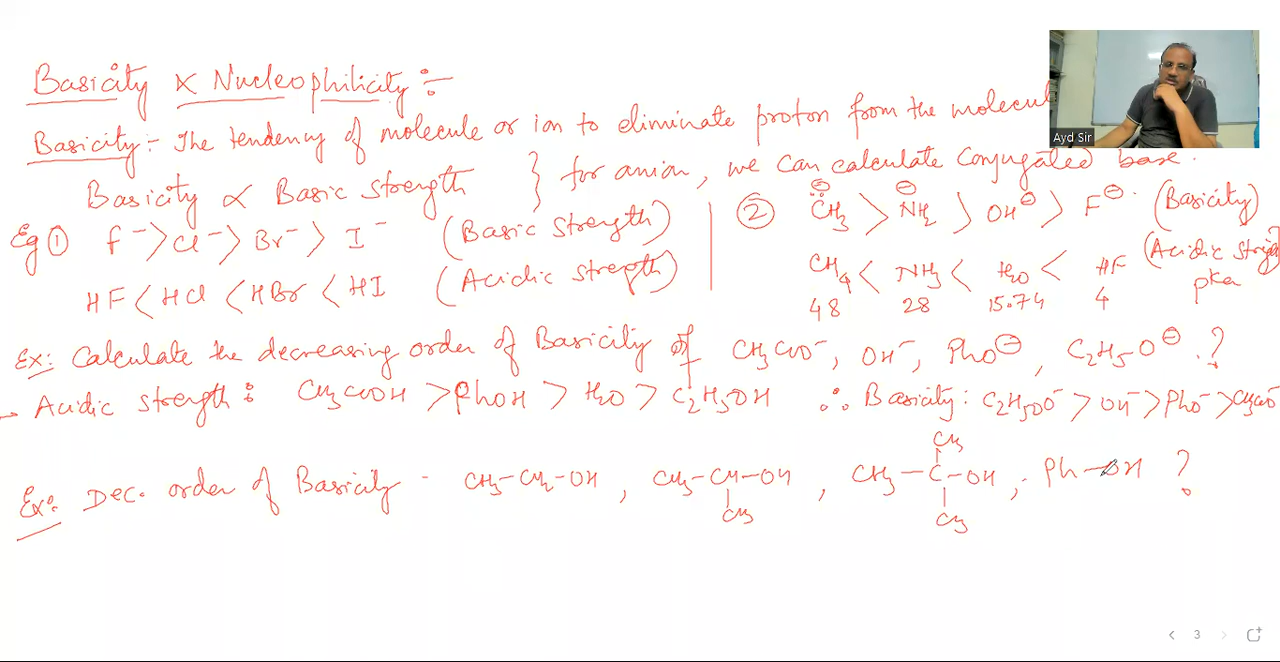 Basicity & Nucleophilicity :-
Basicity :- The tendency of molecule or ion to eliminate proton from the molecul
Ayd Sir
Basicity ∝ Basic strength } for anion, we can calculate conjugated base.
Eg ① F⁻ > Cl⁻ > Br⁻ > I⁻ (Basic strength)
HF < HCl < HBr < HI (Acidic strepth)
② CH₃⊖ > NH₂⊖ > OH⊖ > F⊖ (Basicity)
CH₄ < NH₃ < H₂O < HF (Acidic stren
48 28 15.74 4 pka
Ex: Calculate the decreasing order of Basicity of CH₃COO⁻, OH⁻, PhO⊖, C₂H₅O⊖ ?
→ Acidic strength : CH₃COOH > PhOH > H₂O > C₂H₅OH ∴ Basicity : C₂H₅O⁻ > OH⁻ > PhO⁻ > CH₃COO⁻
Ex: Dec. order of Basicity - CH₃-CH₂-OH , CH₃-CH-OH , CH₃-C-OH , Ph-OH ?
CH₃ CH₃
CH₃
3